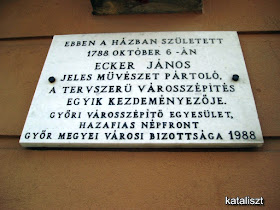 EBBEN A HÁZBAN SZÜLETETT
1788. OKTÓBER 6-ÁN
ECKER JÁNOS
JELES MŰVÉSZET PÁRTOLÓ,
A TERVSZERŰ VÁROSSZÉPÍTÉS
EGYIK KEZDEMÉNYEZŐJE.
GYŐRI VÁROSSZÉPÍTŐ EGYESÜLET,
HAZAFIAS NÉPFRONT
GYŐR MEGYEI VÁROSI BIZOTTSÁGA 1988
kataliszt